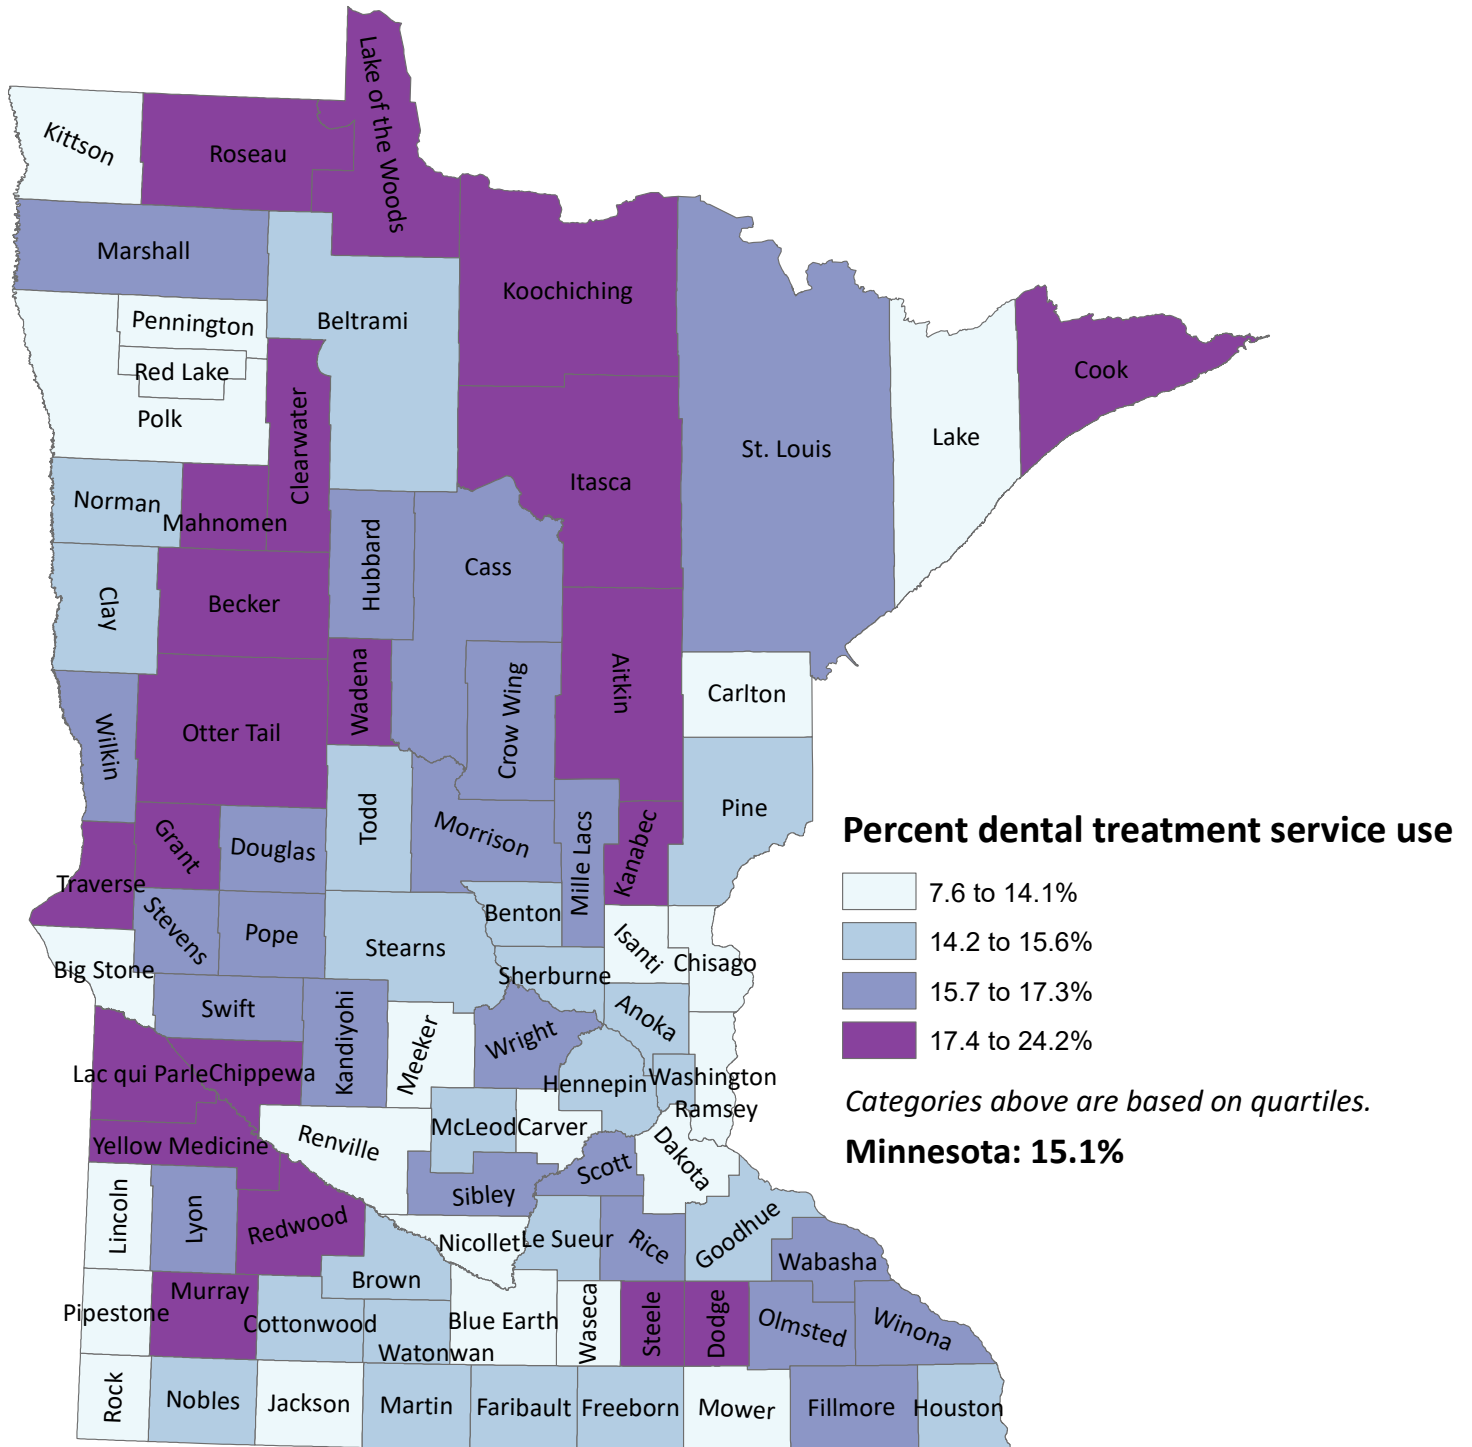 Lake of the Woods
Kittson
Roseau
Marshall
Koochiching
Pennington
Beltrami
Red Lake
Cook
Polk
Clearwater
Lake
St. Louis
Itasca
Norman
Mahnomen
Hubbard
Cass
Clay
Becker
Wadena
Aitkin
Carlton
Crow Wing
Wilkin
Otter Tail
Pine
Todd
Morrison
Grant
Douglas
Mille Lacs
Kanabec
Traverse
Stevens
Pope
Benton
Stearns
Isanti
Chisago
Big Stone
Sherburne
Swift
Anoka
Kandiyohi
Meeker
Wright
Lac qui Parle
Chippewa
Hennepin
Washington
Ramsey
McLeod
Carver
Renville
Yellow Medicine
Dakota
Scott
Sibley
Lincoln
Lyon
Redwood
Nicollet
Le Sueur
Rice
Goodhue
Wabasha
Brown
Murray
Pipestone
Cottonwood
Blue Earth
Waseca
Steele
Dodge
Olmsted
Winona
Watonwan
Rock
Nobles
Jackson
Martin
Faribault
Freeborn
Mower
Fillmore
Houston
Percent dental treatment service use
7.6 to 14.1%
14.2 to 15.6%
15.7 to 17.3%
17.4 to 24.2%
Categories above are based on quartiles.
Minnesota: 15.1%